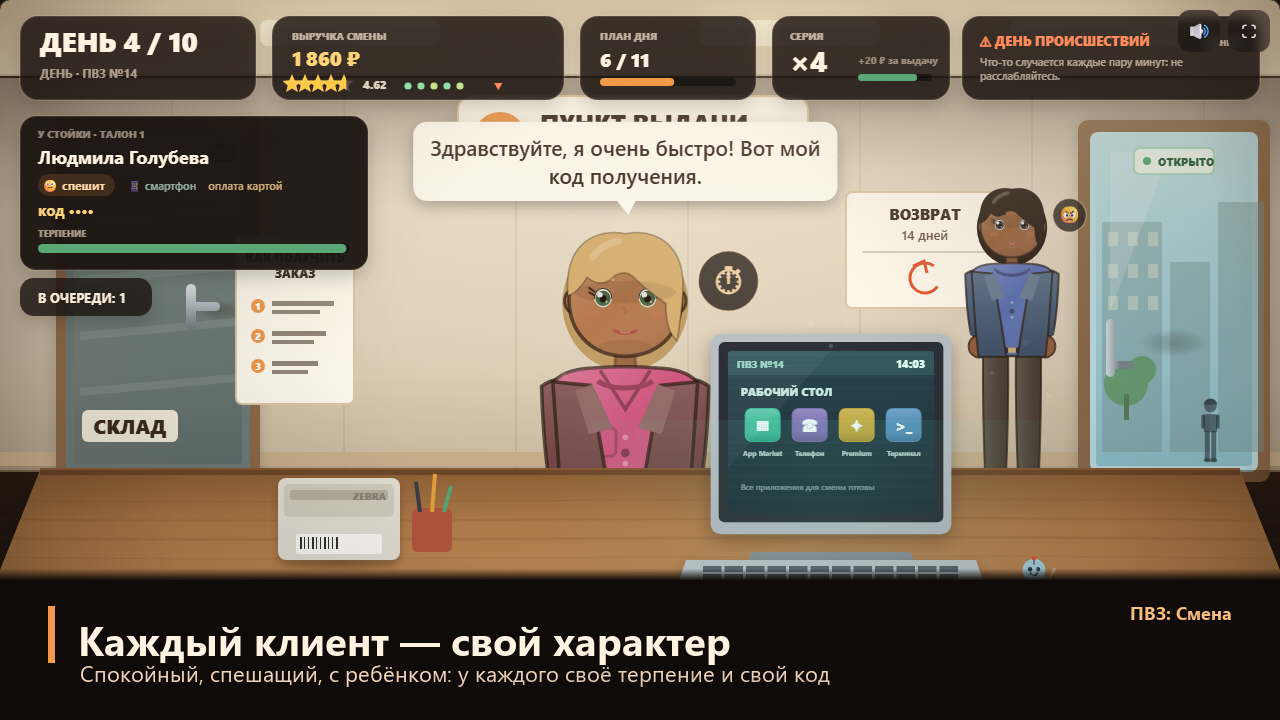 ДЕНЬ 4 / 10
ДЕНЬ · ПВЗ №14
ВЫРУЧКА СМЕНЫ
1 860 ₽
4.62
ПЛАН ДНЯ
6 / 11
СЕРИЯ
×4
+20 ₽ за выдачу
⚠ ДЕНЬ ПРОИСШЕСТВИЙ
Что-то случается каждые пару минут: не
расслабляйтесь.
У СТОЙКИ · ТАЛОН 1
Людмила Голубева
спешит
смартфон
оплата картой
код ••••
ТЕРПЕНИЕ
В ОЧЕРЕДИ: 1
ПУНКТ ВЫДАЧИ
Здравствуйте, я очень быстро! Вот мой
код получения.
КАК ПОЛУЧИТЬ
ЗАКАЗ
1
2
3
СКЛАД
ВОЗВРАТ
14 дней
ОТКРЫТО
ZEBRA
ПВЗ №14
14:03
РАБОЧИЙ СТОЛ
App Market
Телефон
Premium
>_
Терминал
Все приложения для смены готовы
ПВЗ: Смена
Каждый клиент — свой характер
Спокойный, спешащий, с ребёнком: у каждого своё терпение и свой код